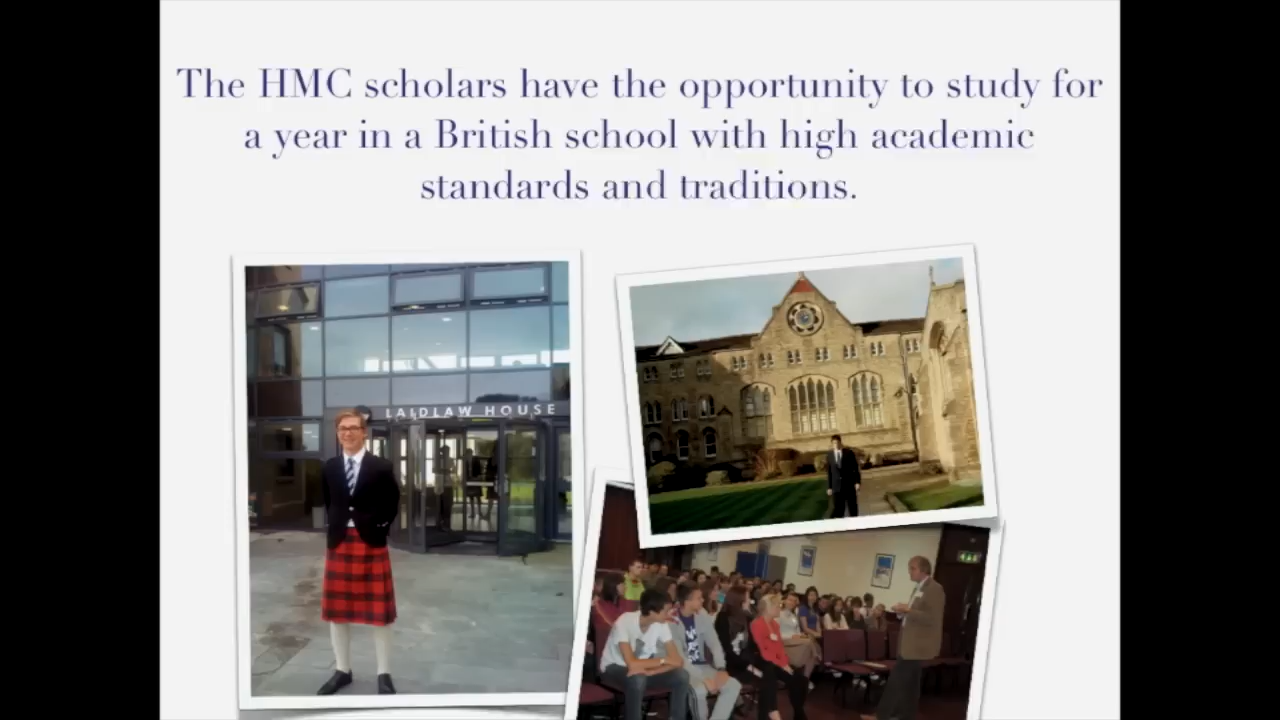 The HMC scholars have the opportunity to study for
a year in a British school with high academic
standards and traditions.
LAIDLAW HOUSE